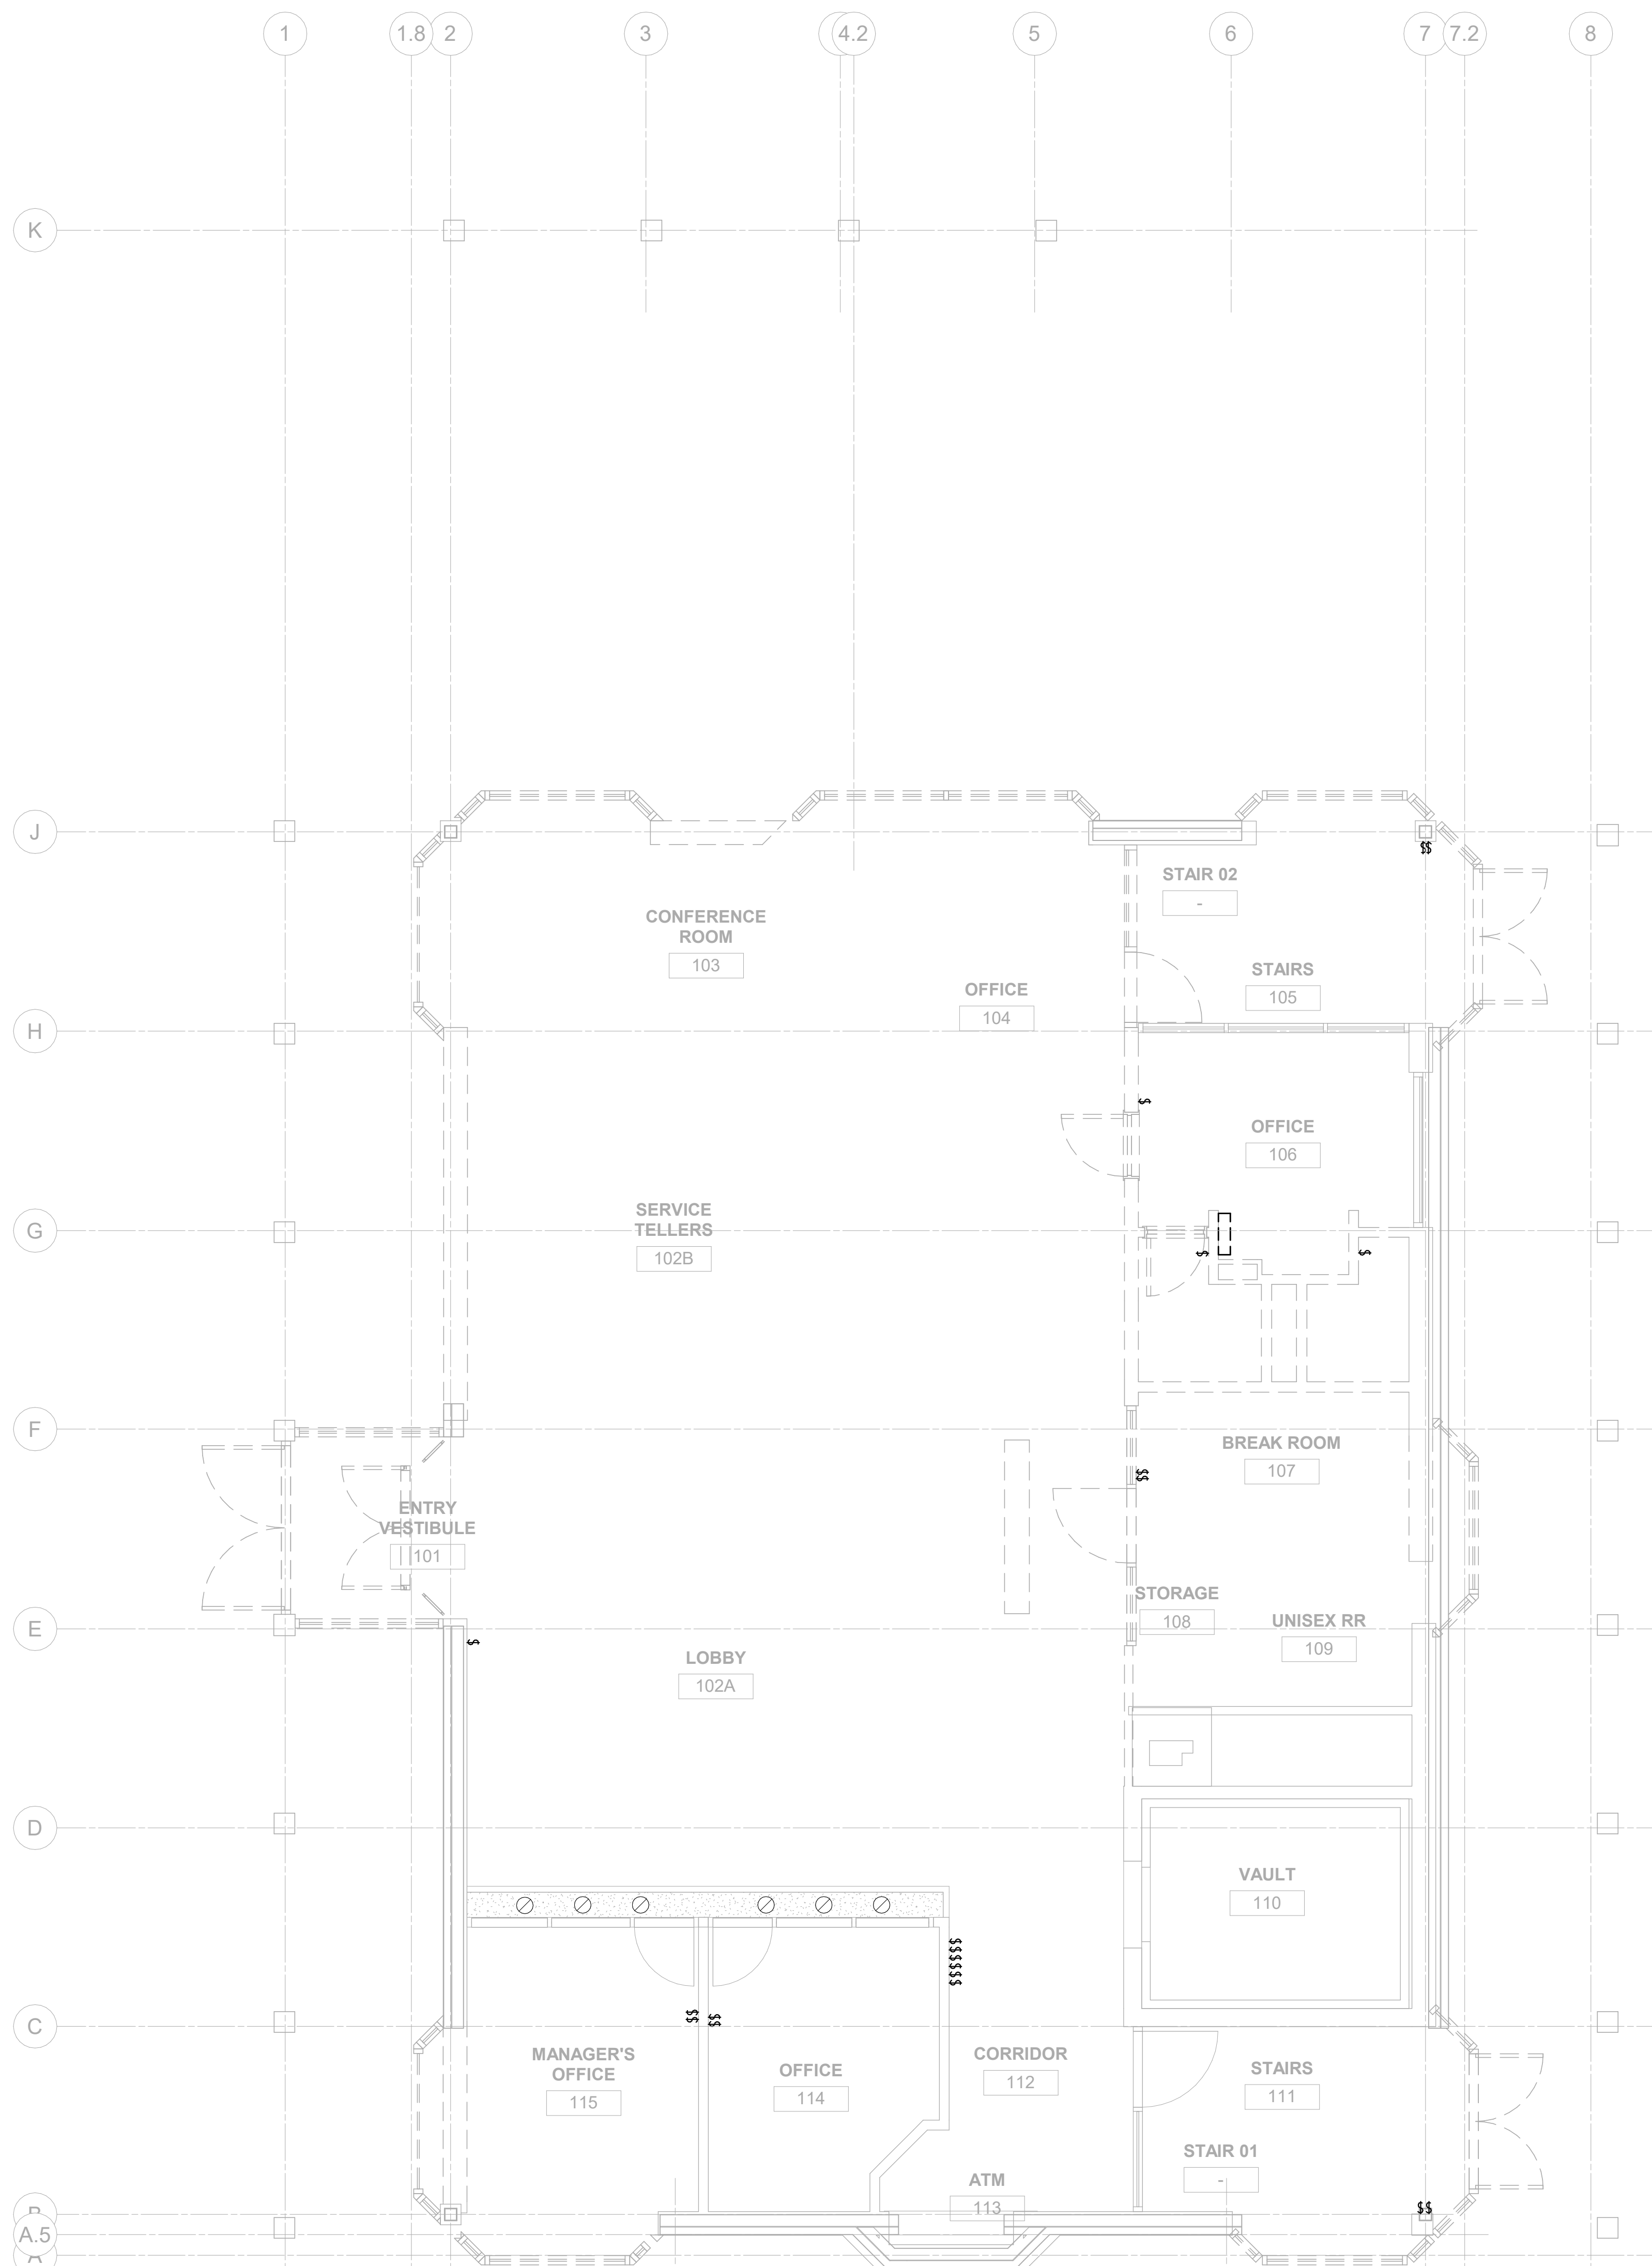 1 1.8 2 3 4.2 5 6 7 7.2 8
K
J
STAIR 02
-
CONFERENCE
ROOM
103
STAIRS
105
OFFICE
104
H
$$
$
OFFICE
106
SERVICE
TELLERS
102B
G
$ $
F
BREAK ROOM
107
$$
ENTRY
VESTIBULE
101
STORAGE
108
UNISEX RR
109
E
$
LOBBY
102A
D
VAULT
110
$$$$$$
$$ $$
C
MANAGER'S
OFFICE
115
OFFICE
114
CORRIDOR
112
STAIRS
111
STAIR 01
-
ATM
113
$$
B
A.5
A